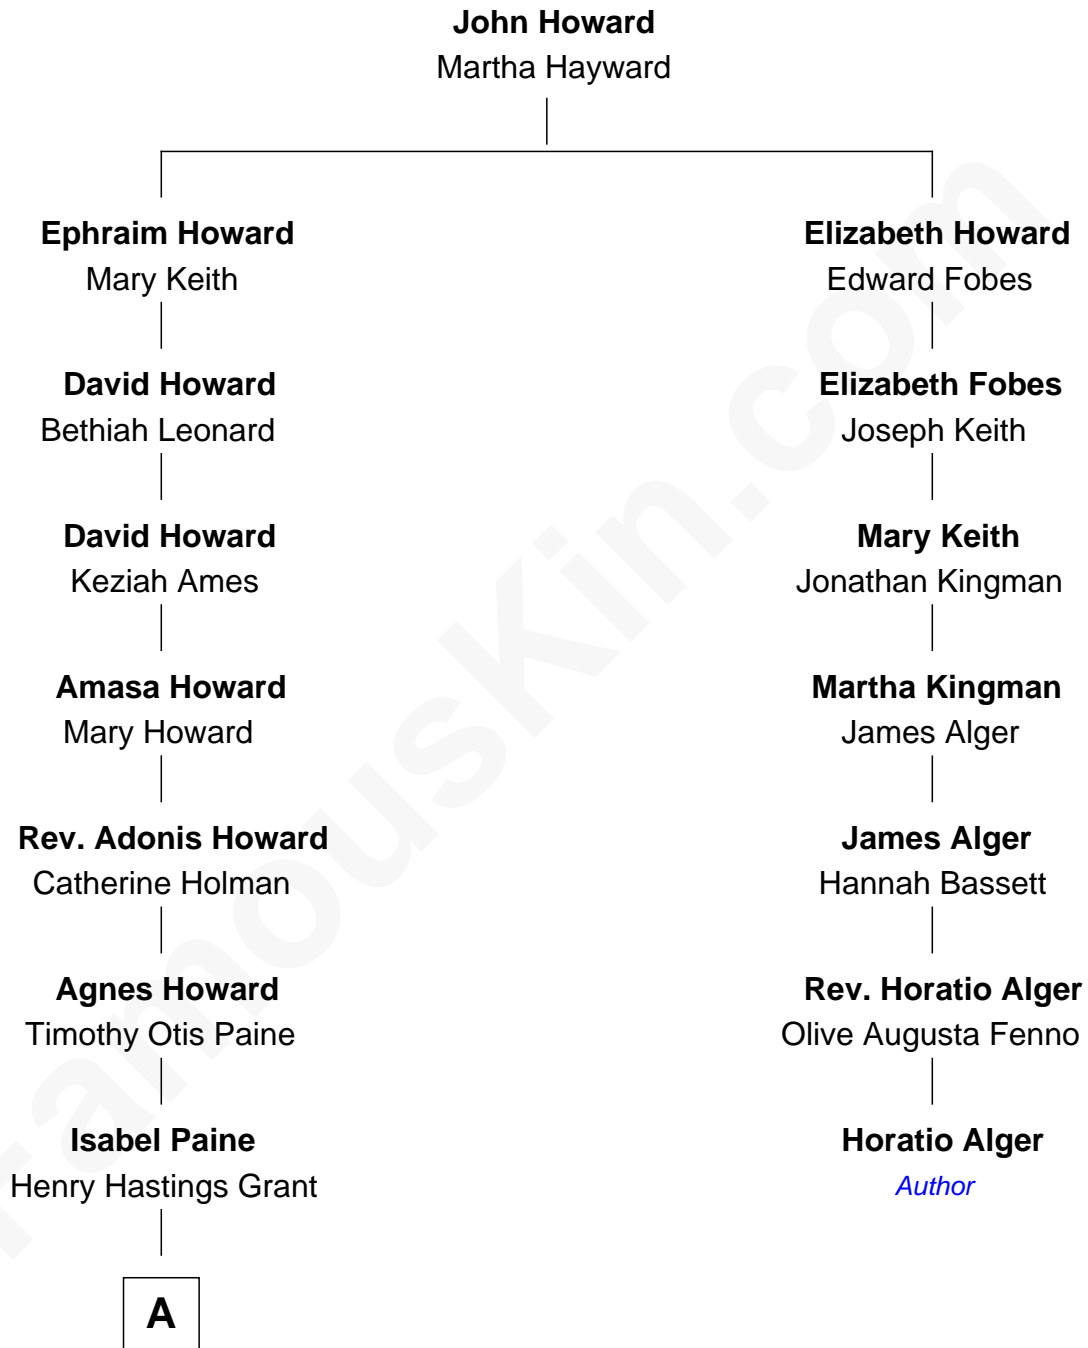 John Howard
Martha Hayward
Ephraim Howard
Mary Keith
David Howard
Bethiah Leonard
David Howard
Keziah Ames
Amasa Howard
Mary Howard
Rev. Adonis Howard
Catherine Holman
Agnes Howard
Timothy Otis Paine
Isabel Paine
Henry Hastings Grant
A
Elizabeth Howard
Edward Fobes
Elizabeth Fobes
Joseph Keith
Mary Keith
Jonathan Kingman
Martha Kingman
James Alger
James Alger
Hannah Bassett
Rev. Horatio Alger
Olive Augusta Fenno
Horatio Alger
Author
FamousKin.com